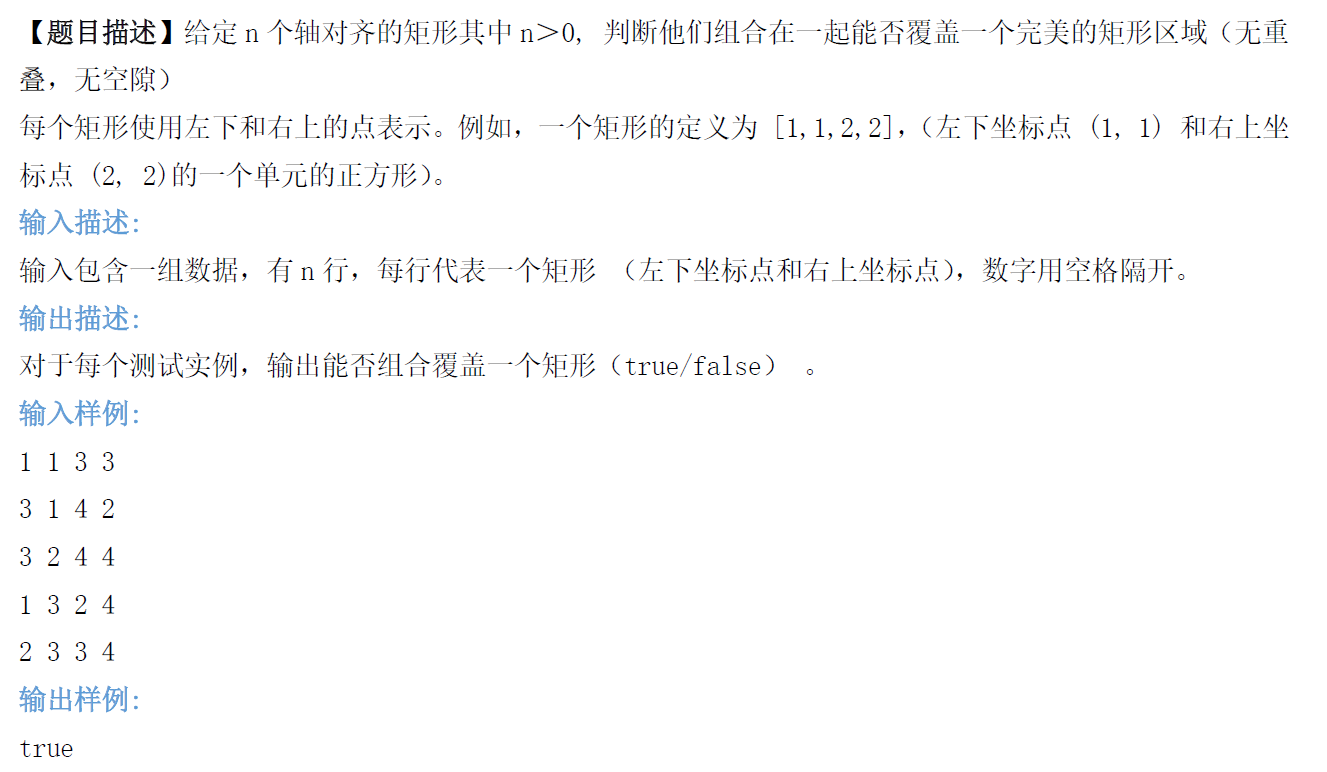 【题目描述】给定 n 个轴对齐的矩形其中 n＞0, 判断他们组合在一起能否覆盖一个完美的矩形区域（无重
叠，无空隙）
每个矩形使用左下和右上的点表示。例如，一个矩形的定义为 [1,1,2,2]，（左下坐标点 (1, 1) 和右上坐
标点 (2, 2)的一个单元的正方形）。
输入描述:
输入包含一组数据，有 n 行，每行代表一个矩形 （左下坐标点和右上坐标点），数字用空格隔开。
输出描述:
对于每个测试实例，输出能否组合覆盖一个矩形（true/false） 。
输入样例:
1 1 3 3
3 1 4 2
3 2 4 4
1 3 2 4
2 3 3 4
输出样例:
true